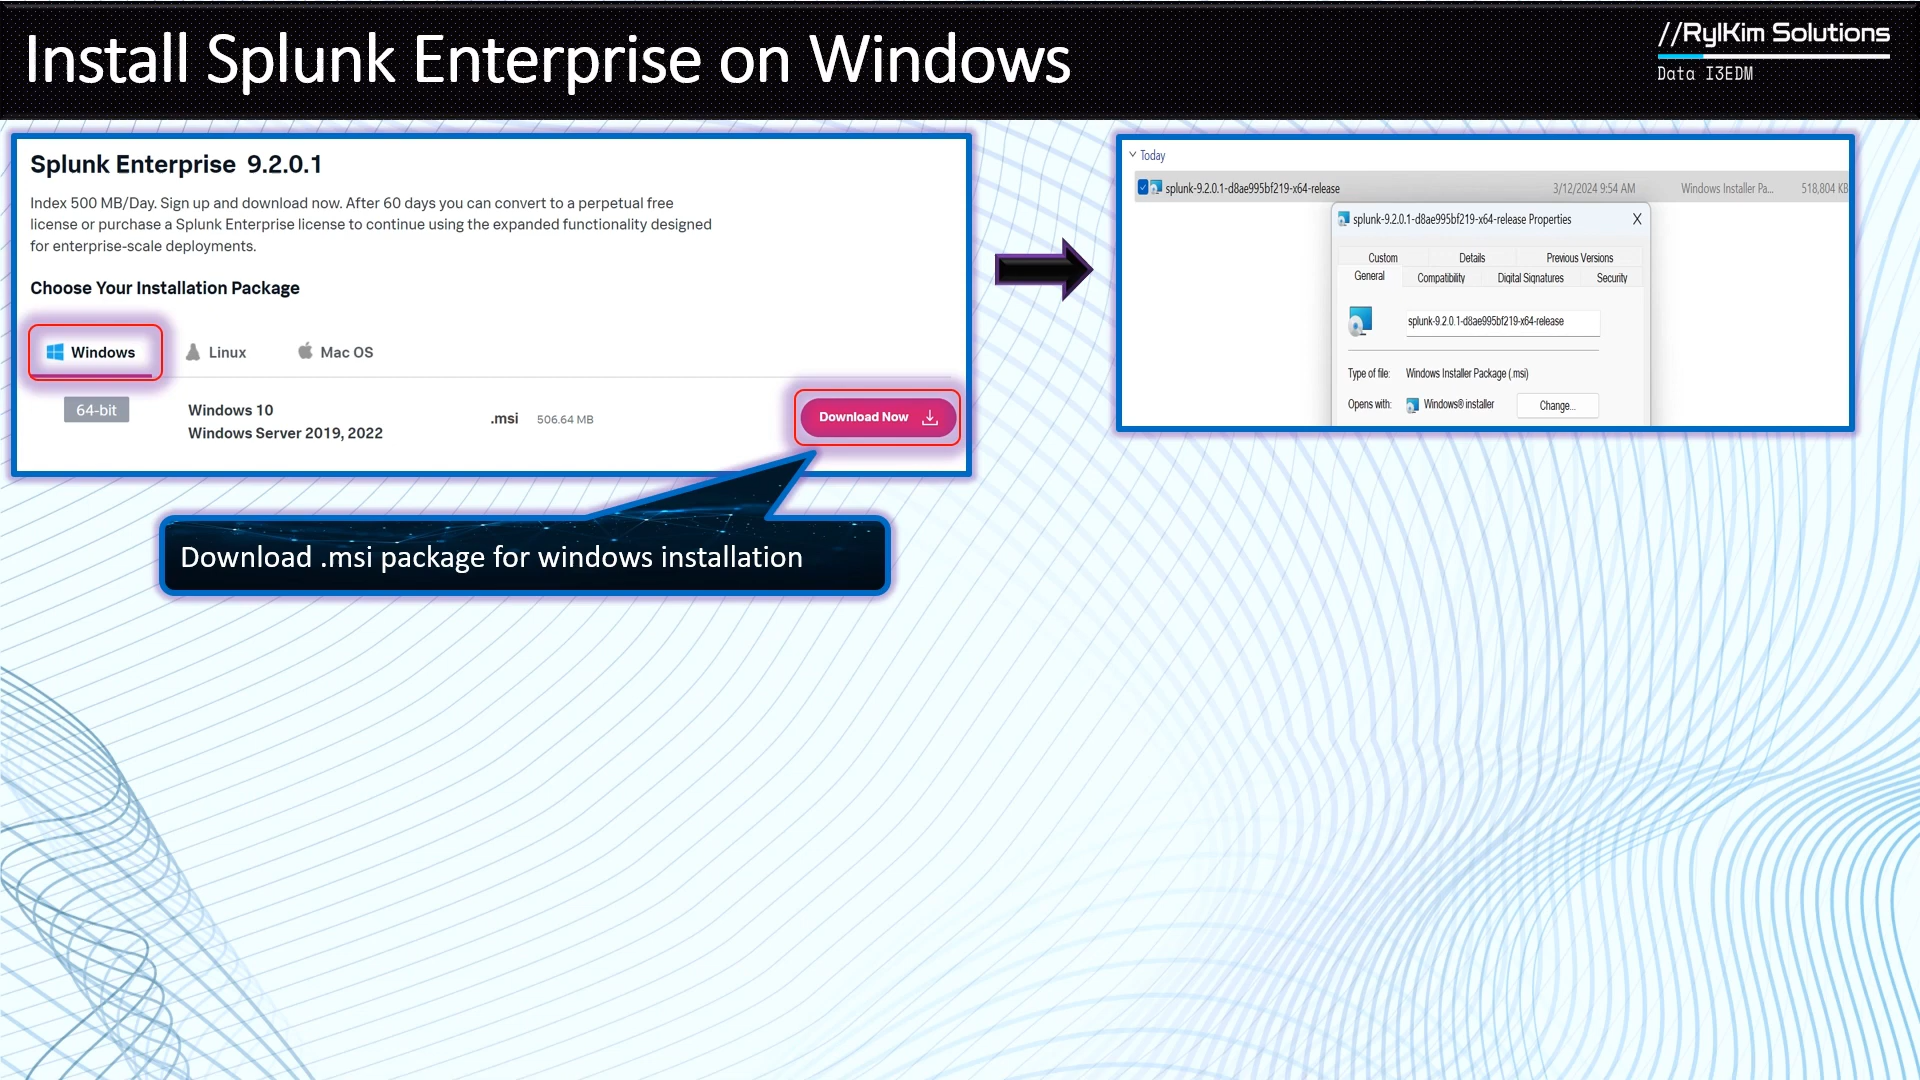 Install Splunk Enterprise on Windows
//RylKim Solutions
Data I3EDM
Splunk Enterprise 9.2.0.1
Index 500 MB/Day. Sign up and download now. After 60 days you can convert to a perpetual free
license or purchase a Splunk Enterprise license to continue using the expanded functionality designed
for enterprise-scale deployments.
Choose Your Installation Package
Windows Linux Mac OS
64-bit
Windows 10
Windows Server 2019, 2022
.msi 506.64 MB
Download Now
Download .msi package for windows installation
Today
splunk-9.2.0.1-d8ae995bf219-x64-release 3/12/2024 9:54 AM Windows Installer Pa... 518,804 KB
splunk-9.2.0.1-d8ae995bf219-x64-release Properties X
Custom Details Previous Versions
General Compatibility Digital Signatures Security
splunk-9.2.0.1-d8ae995bf219-x64-release
Type of file: Windows Installer Package (.msi)
Opens with: Windows® installer Change...